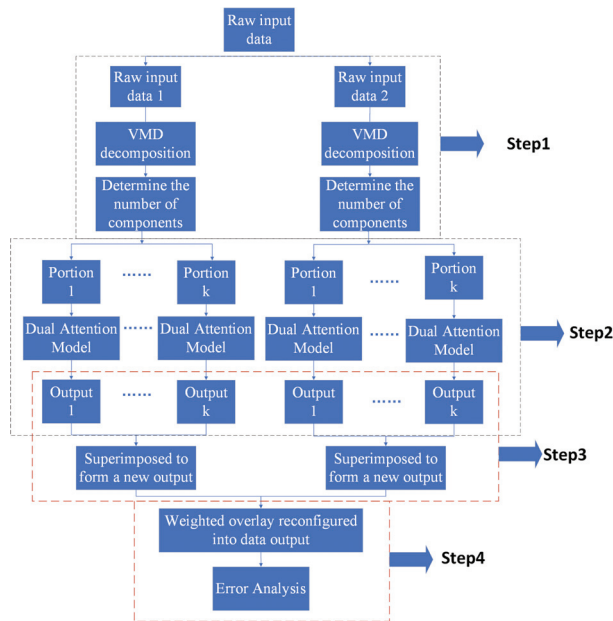 Raw input
data
Raw input
data 1
Raw input
data 2
VMD
decomposition
VMD
decomposition
Step1
Determine the
number of
components
Determine the
number of
components
Portion
1
......
Portion
k
Portion
1
......
Portion
k
Dual Attention
Model
......
Dual Attention
Model
Dual Attention
Model
......
Dual Attention
Model
Step2
Output
1
......
Output
k
Output
1
......
Output
k
Superimposed to
form a new output
Superimposed to
form a new output
Step3
Weighted overlay reconfigured
into data output
Step4
Error Analysis